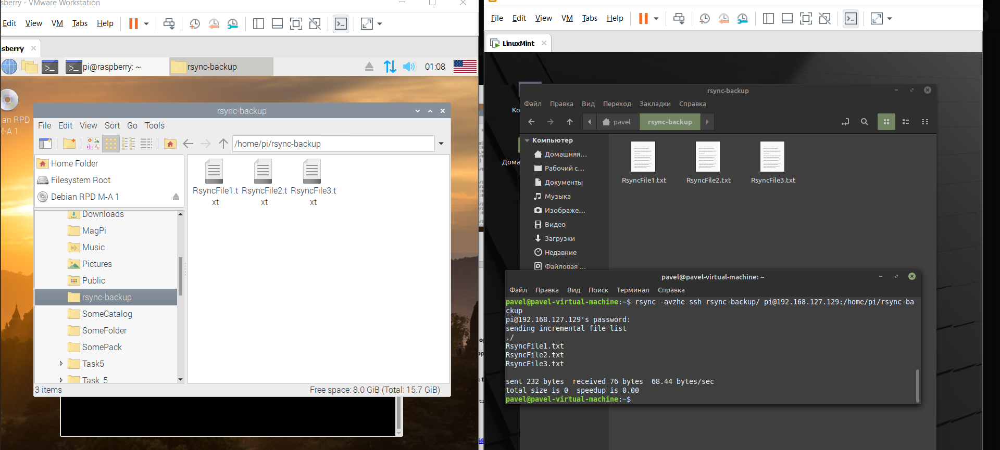 sberry - VMware Workstation
Edit View VM Tabs Help
sberry
pi@raspberry: ~
rsync-backup
01:08
ian RPD
M-A 1
rsync-backup
File Edit View Sort Go Tools
/home/pi/rsync-backup
Home Folder
Filesystem Root
Debian RPD M-A 1
Downloads
MagPi
Music
Pictures
Public
rsync-backup
SomeCatalog
SomeFolder
SomePack
Task5
Task_5
RsyncFile1.t
xt
RsyncFile2.t
xt
RsyncFile3.t
xt
3 items
Free space: 8.0 GiB (Total: 15.7 GiB)
File Edit View VM Tabs Help
LinuxMint
Ко
Дома
rsync-backup
Файл Правка Вид Переход Закладки Справка
pavel
rsync-backup
Компьютер
Домашняя...
Рабочий с...
Документы
Музыка
Изображе...
Видео
Загрузки
Недавние
Файловая ...
RsyncFile1.txt
RsyncFile2.txt
RsyncFile3.txt
pavel@pavel-virtual-machine: ~
Файл Правка Вид Поиск Терминал Справка
pavel@pavel-virtual-machine:~$ rsync -avzhe ssh rsync-backup/ pi@192.168.127.129:/home/pi/rsync-ba
ckup
pi@192.168.127.129's password:
sending incremental file list
./
RsyncFile1.txt
RsyncFile2.txt
RsyncFile3.txt
sent 232 bytes  received 76 bytes  68.44 bytes/sec
total size is 0  speedup is 0.00
pavel@pavel-virtual-machine:~$